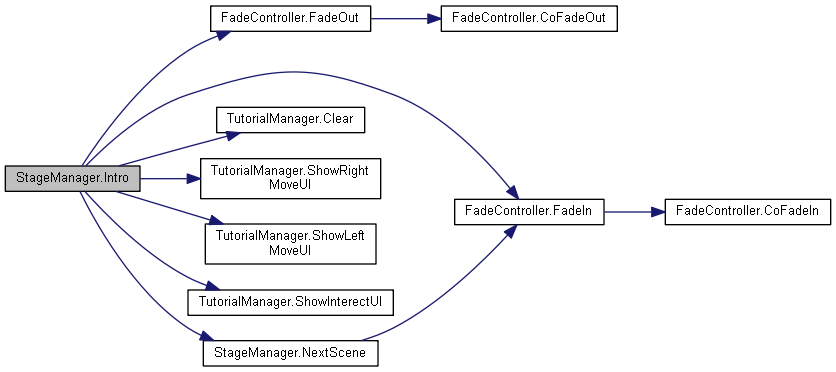 FadeController.FadeOut
FadeController.CoFadeOut
TutorialManager.Clear
StageManager.Intro
TutorialManager.ShowRight
MoveUI
FadeController.FadeIn
FadeController.CoFadeIn
TutorialManager.ShowLeft
MoveUI
TutorialManager.ShowInterectUI
StageManager.NextScene